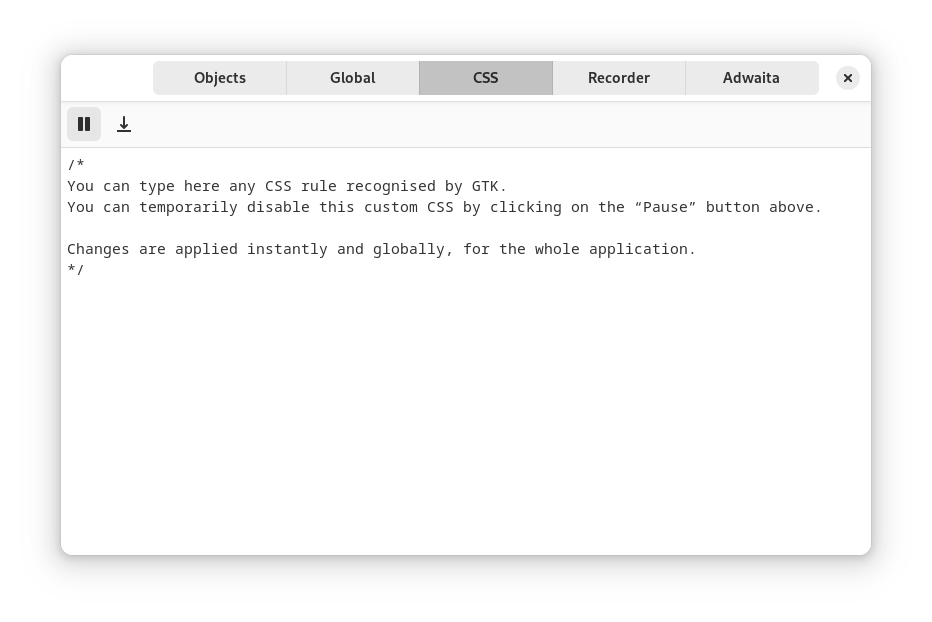 Objects Global CSS Recorder Adwaita
/*
You can type here any CSS rule recognised by GTK.
You can temporarily disable this custom CSS by clicking on the “Pause” button above.
Changes are applied instantly and globally, for the whole application.
*/